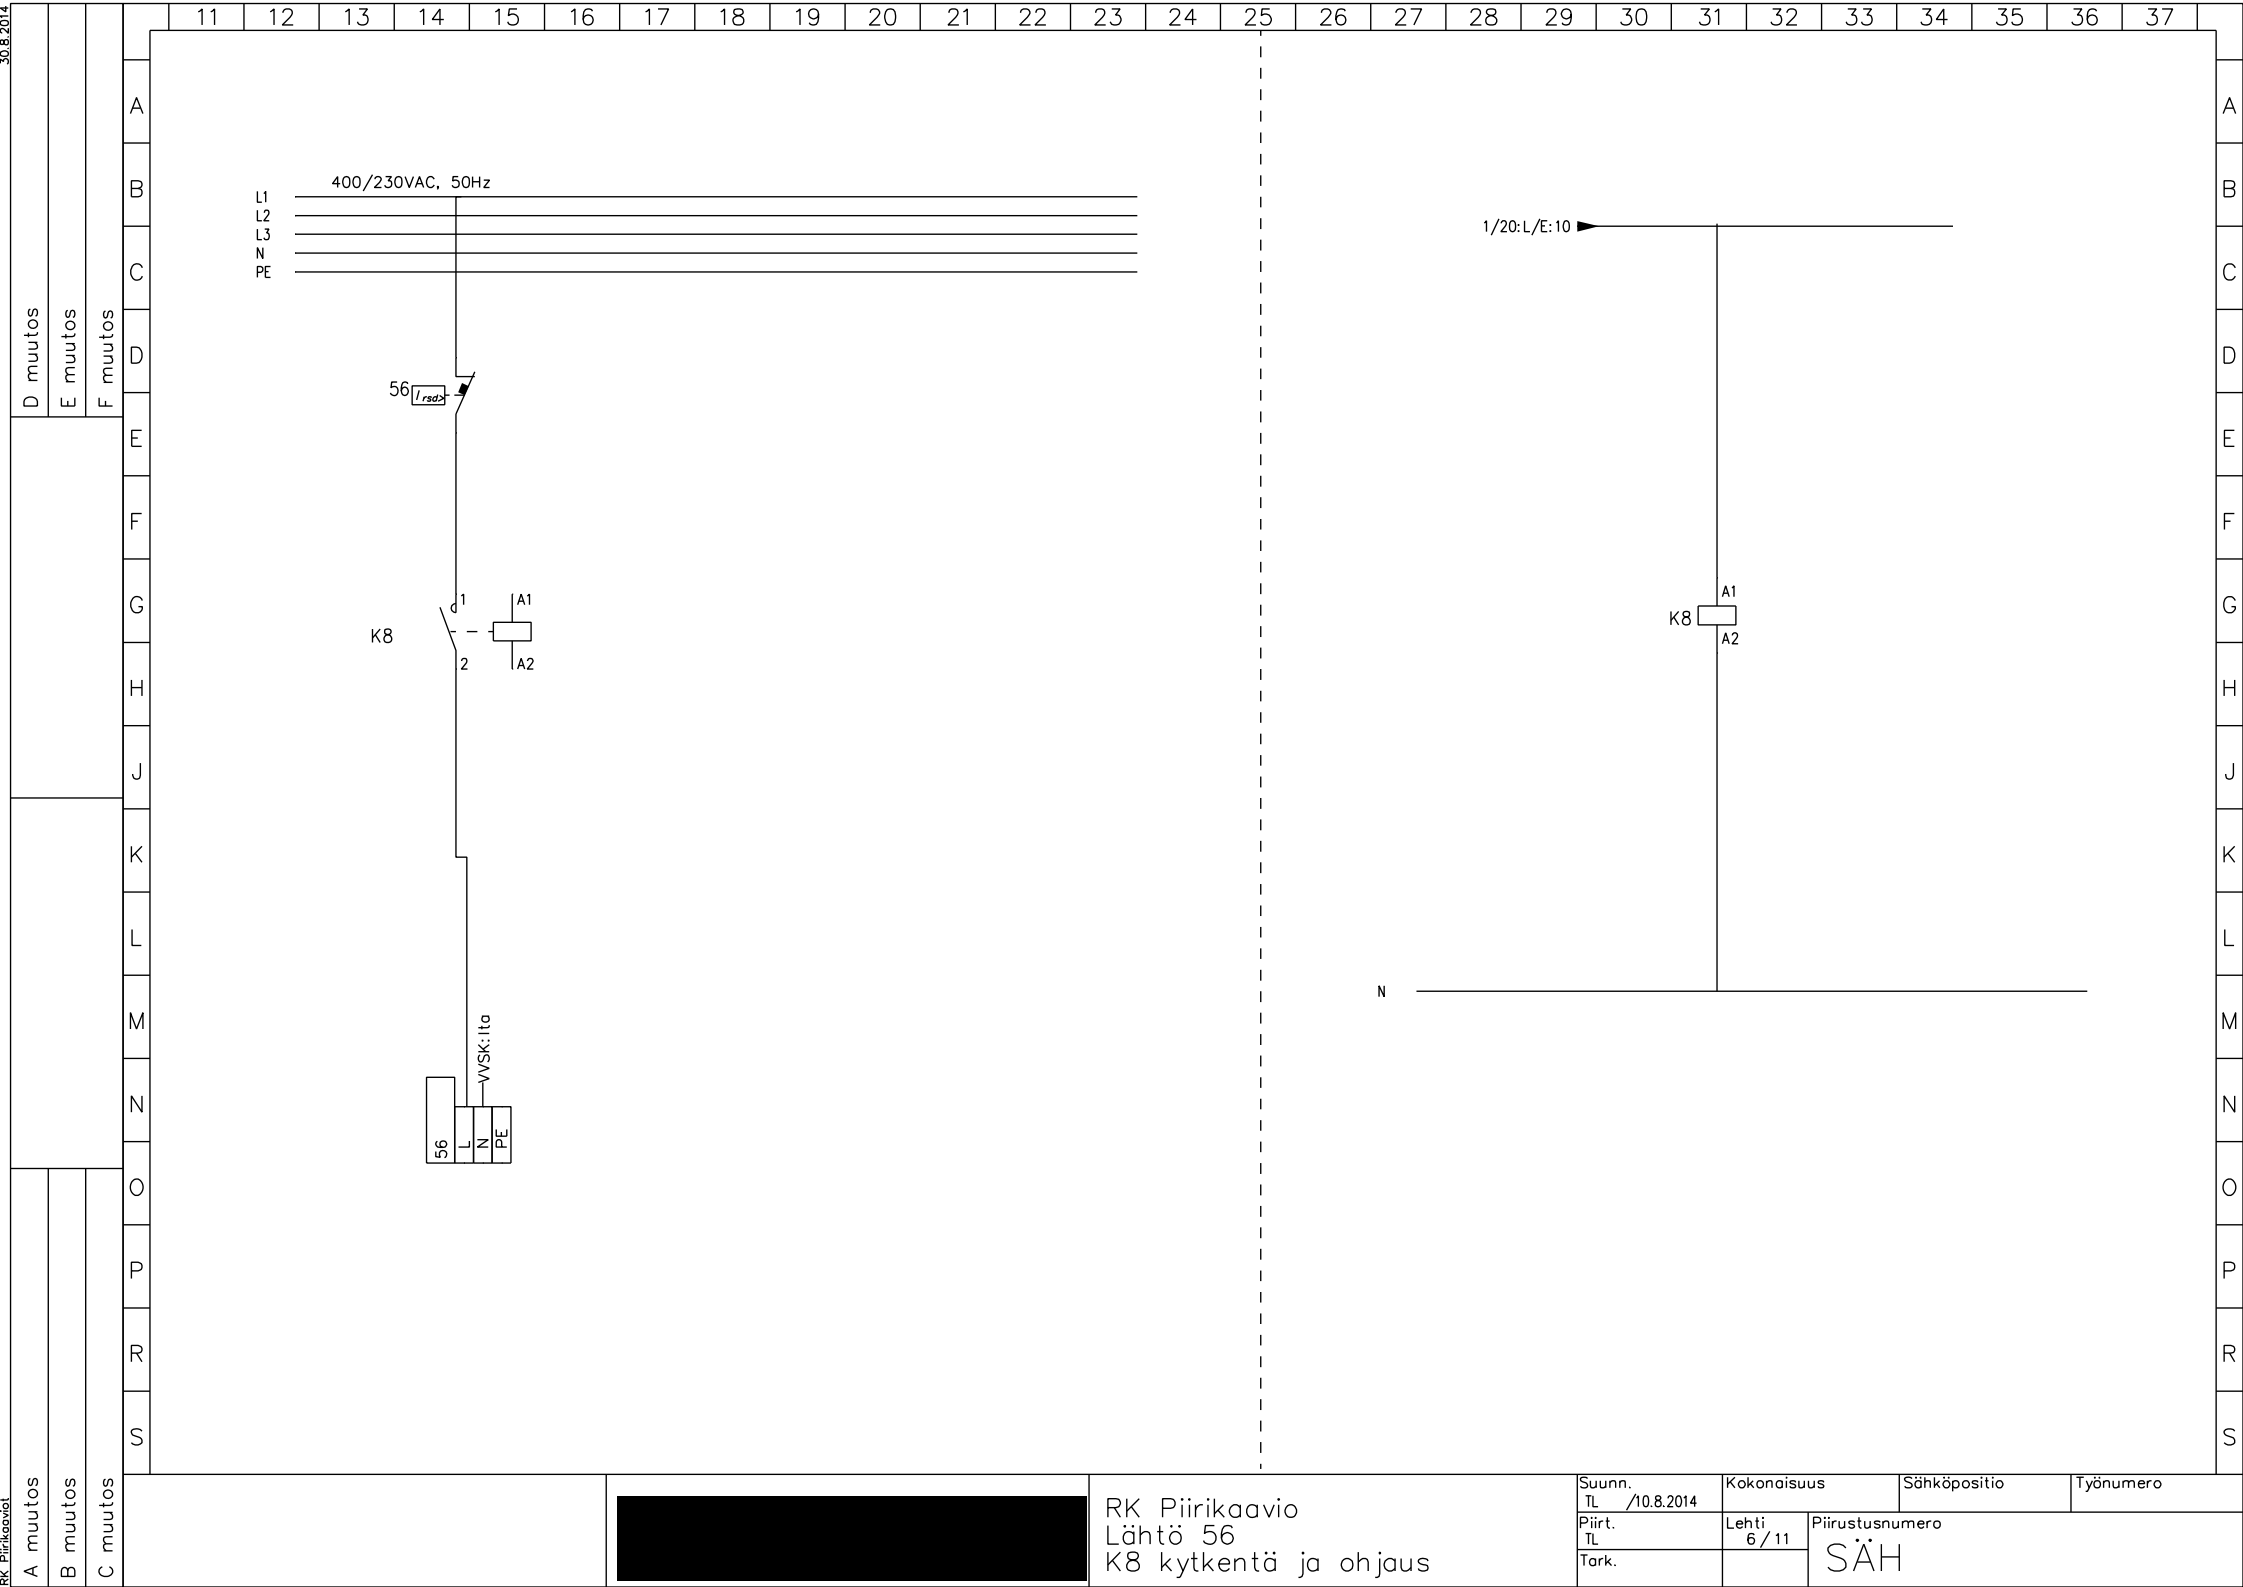 30.8.2014
11 12 13 14 15 16 17 18 19 20 21 22 23 24 25 26 27 28 29 30 31 32 33 34 35 36 37
A A
B B
C C
D D
E E
F F
G G
H H
J J
K K
L L
M M
N N
O O
P P
R R
S S
D muutos
E muutos
F muutos
A muutos
B muutos
C muutos
RK Piirikaaviot
400/230VAC, 50Hz
L1
L2
L3
N
PE
56
I rsd>
K8
1
2
A1
A2
VVSK:lta
56
L
N
PE
1/20:L/E:10
A1
K8
A2
N
RK Piirikaavio
Lähtö 56
K8 kytkentä ja ohjaus
Suunn.
TL /10.8.2014
Piirt.
TL
Tark.
Kokonaisuus
Sähköpositio
Työnumero
Lehti
6/11
Piirustusnumero
SÄH